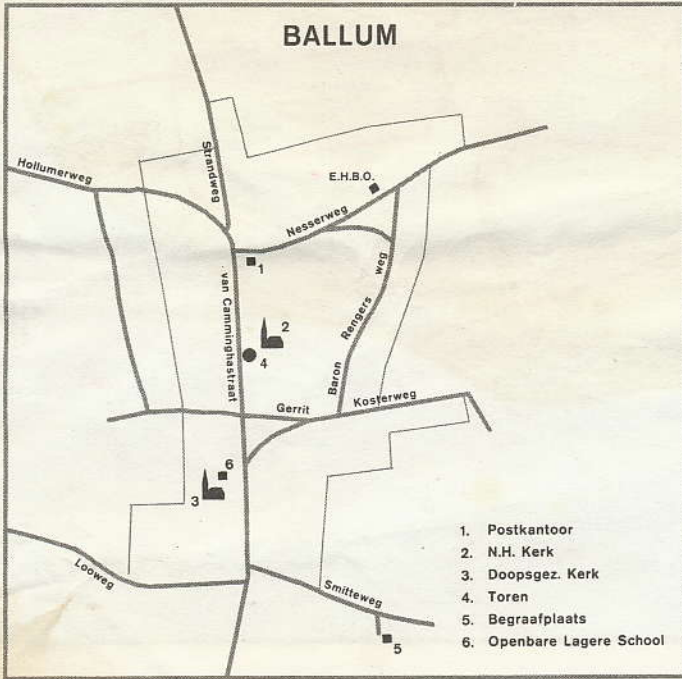 BALLUM
Hollumerweg
Strandweg
E.H.B.O.
Nesserweg
1
van Camminghastraat
2
4
Baron Rengers weg
Gerrit Kosterweg
6
3
Looweg
Smitteweg
5
1. Postkantoor
2. N.H. Kerk
3. Doopsgez. Kerk
4. Toren
5. Begraafplaats
6. Openbare Lagere School